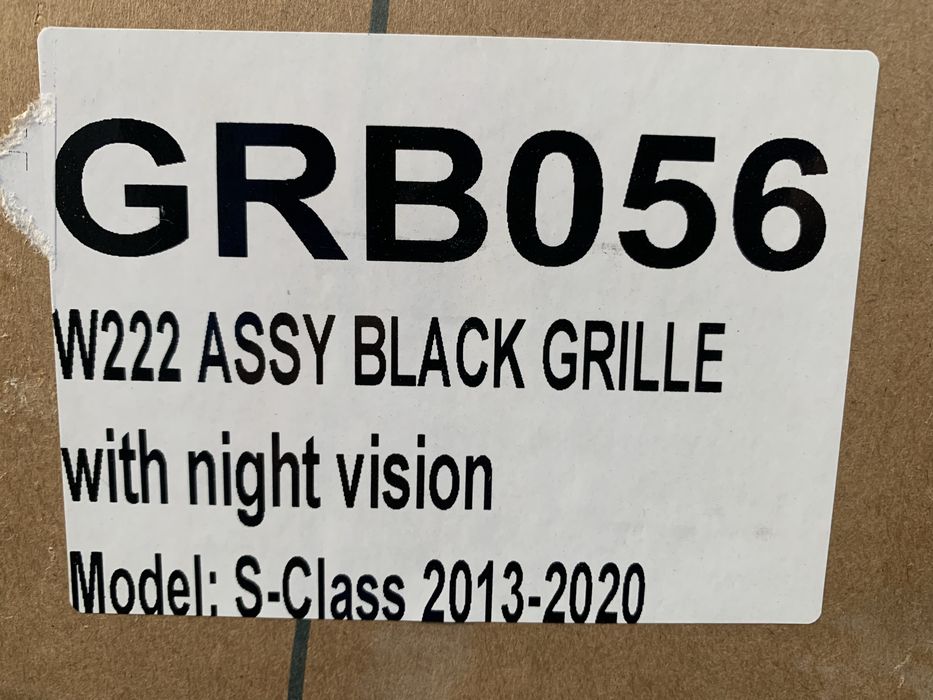 GRB056
W222 ASSY BLACK GRILLE
with night vision
Model: S-Class 2013-2020